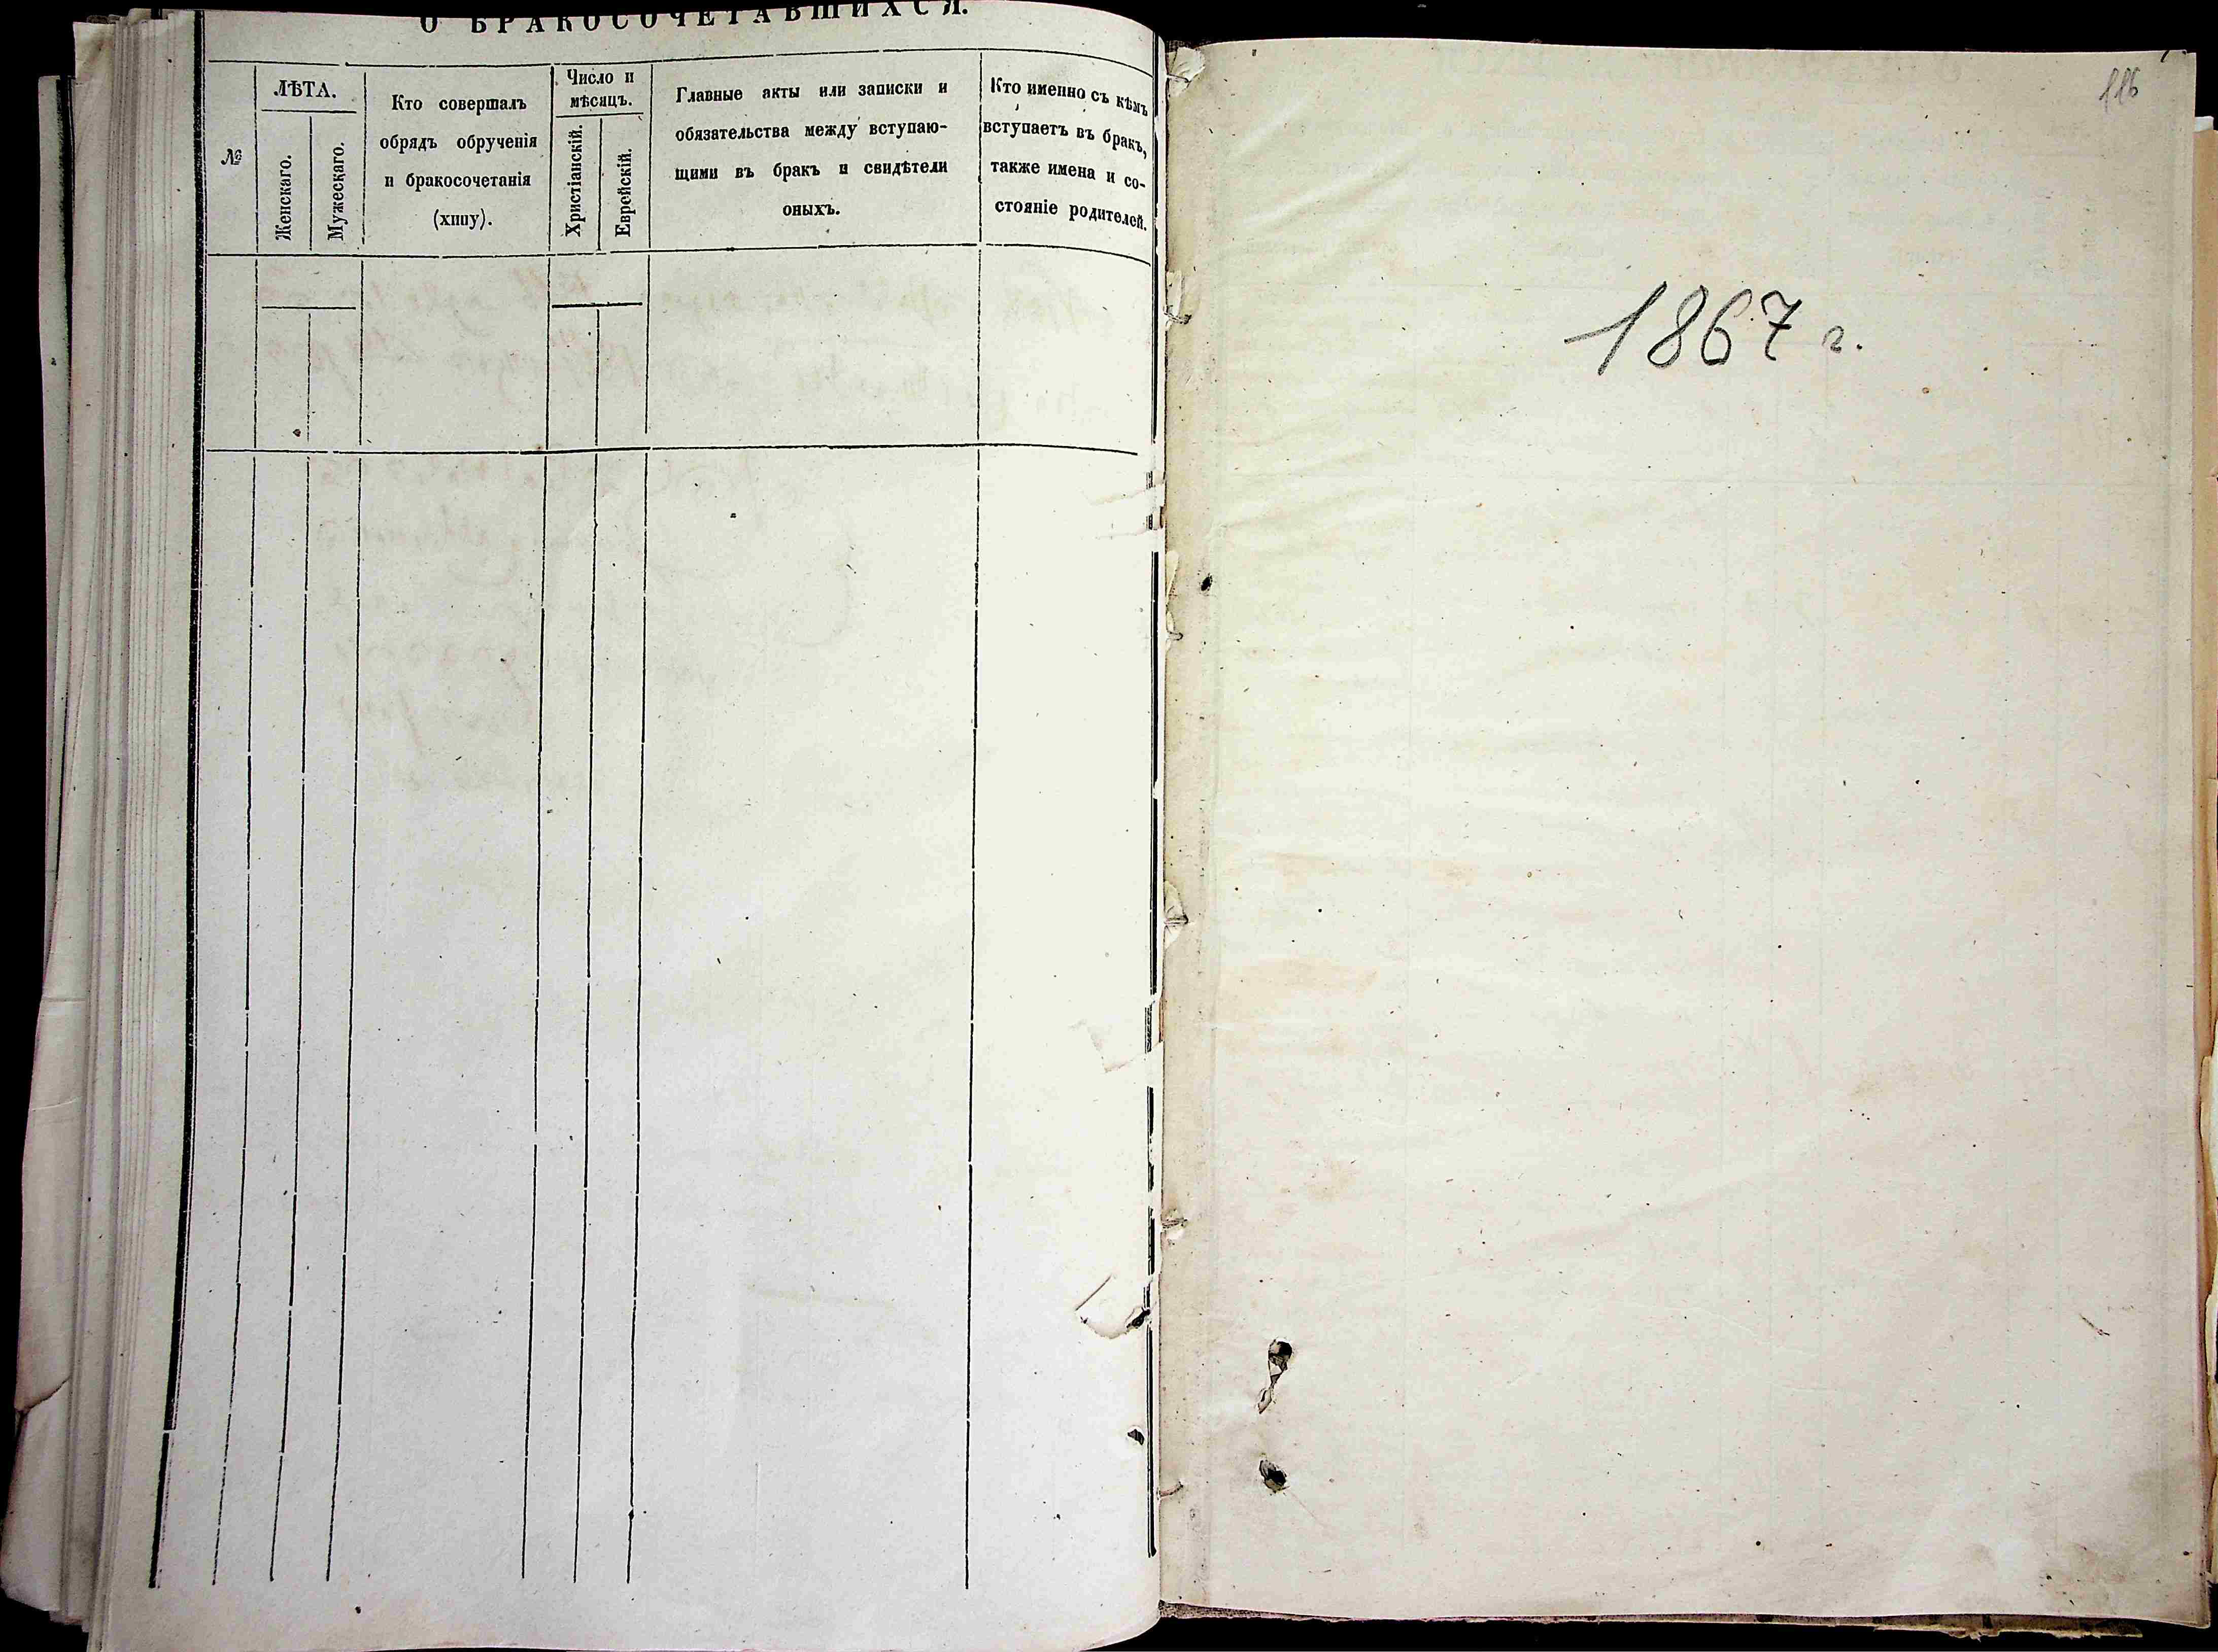 О БРАКОСОЧЕТАВШИХСЯ.
№
ЛѢТА.
Женскаго.
Мужескаго.
Кто совершалъ
обрядъ обрученія
и бракосочетанія
(хппу).
Число и
мѣсяцъ.
Христіанскій.
Еврейскій.
Главные акты или записки и
обязательства между вступаю-
щими въ бракъ и свидѣтели
оныхъ.
Кто именно съ кѣмъ
вступаетъ въ бракъ,
также имена и со-
стояніе родителей.
116
1867 г.